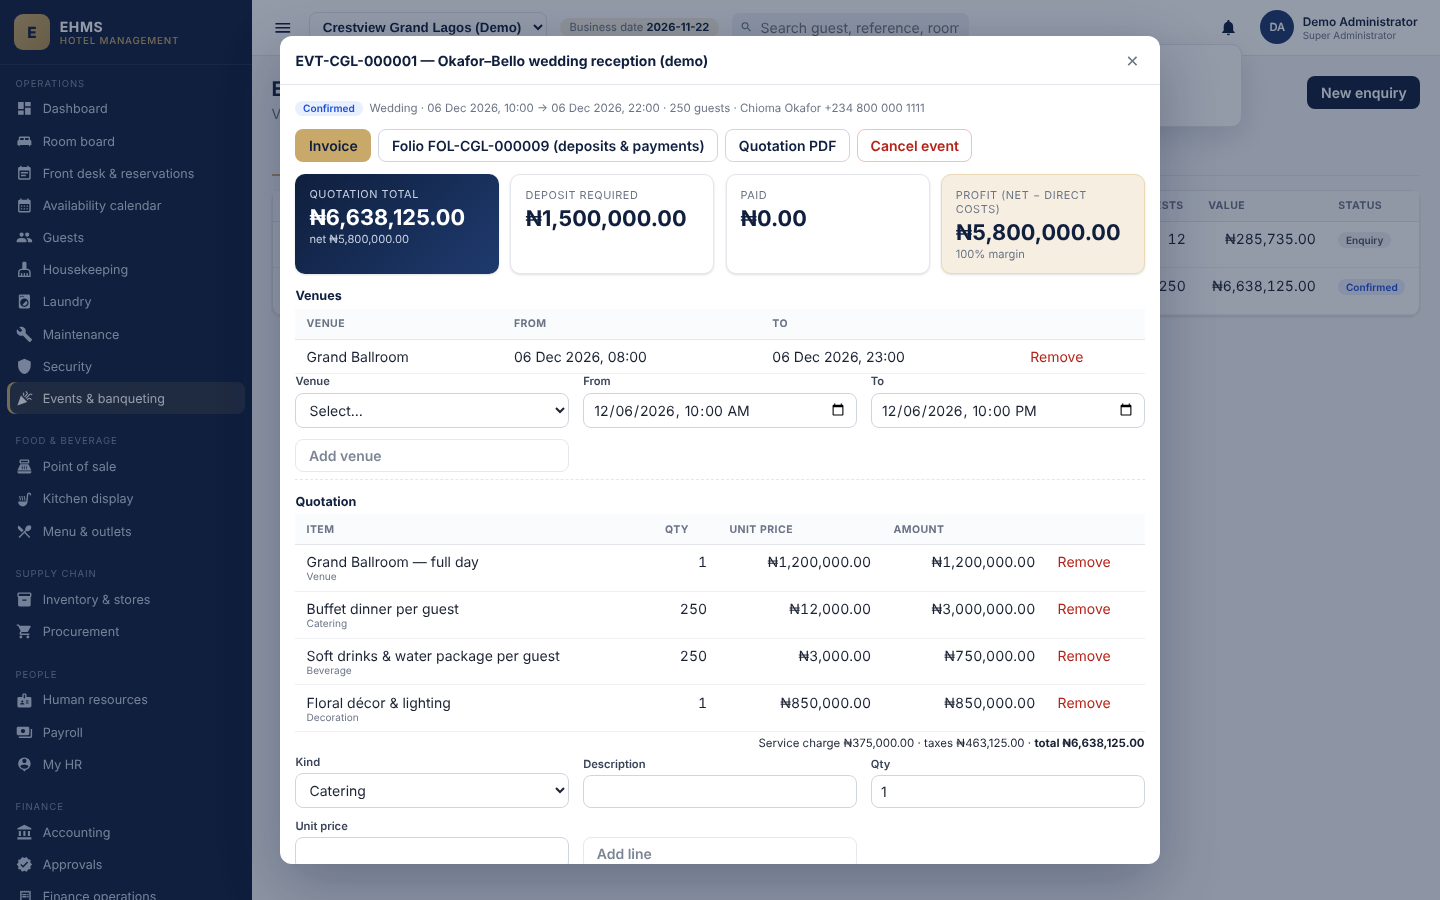 E
EHMS
HOTEL MANAGEMENT
OPERATIONS
Dashboard
Room board
Front desk & reservations
Availability calendar
Guests
Housekeeping
Laundry
Maintenance
Security
Events & banqueting
FOOD & BEVERAGE
Point of sale
Kitchen display
Menu & outlets
SUPPLY CHAIN
Inventory & stores
Procurement
PEOPLE
Human resources
Payroll
My HR
FINANCE
Accounting
Approvals
Finance operations
Crestview Grand Lagos (Demo)
Business date 2026-11-22
Search guest, reference, room
DA
Demo Administrator
Super Administrator
New enquiry
VALUE STATUS
12 ₦285,735.00 Enquiry
250 ₦6,638,125.00 Confirmed
EVT-CGL-000001 — Okafor–Bello wedding reception (demo)
Confirmed Wedding · 06 Dec 2026, 10:00 → 06 Dec 2026, 22:00 · 250 guests · Chioma Okafor +234 800 000 1111
Invoice Folio FOL-CGL-000009 (deposits & payments) Quotation PDF Cancel event
QUOTATION TOTAL
₦6,638,125.00
net ₦5,800,000.00
DEPOSIT REQUIRED
₦1,500,000.00
PAID
₦0.00
PROFIT (NET − DIRECT
COSTS)
₦5,800,000.00
100% margin
Venues
VENUE FROM TO
Grand Ballroom 06 Dec 2026, 08:00 06 Dec 2026, 23:00 Remove
Venue From To
Select... 12/06/2026, 10:00 AM 12/06/2026, 10:00 PM
Add venue
Quotation
ITEM QTY UNIT PRICE AMOUNT
Grand Ballroom — full day 1 ₦1,200,000.00 ₦1,200,000.00 Remove
Venue
Buffet dinner per guest 250 ₦12,000.00 ₦3,000,000.00 Remove
Catering
Soft drinks & water package per guest 250 ₦3,000.00 ₦750,000.00 Remove
Beverage
Floral décor & lighting 1 ₦850,000.00 ₦850,000.00 Remove
Decoration
Service charge ₦375,000.00 · taxes ₦463,125.00 · total ₦6,638,125.00
Kind Description Qty
Catering 1
Unit price
Add line